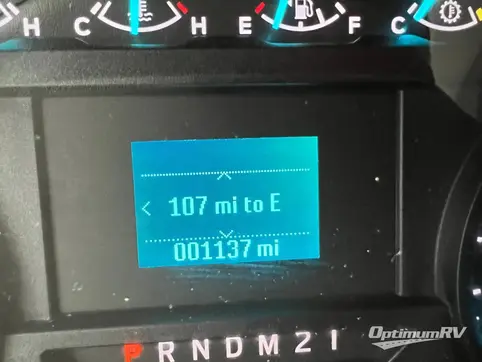 H C H E F C
107 mi to E
001137 mi
P R N D M 2 1
OptimumRV